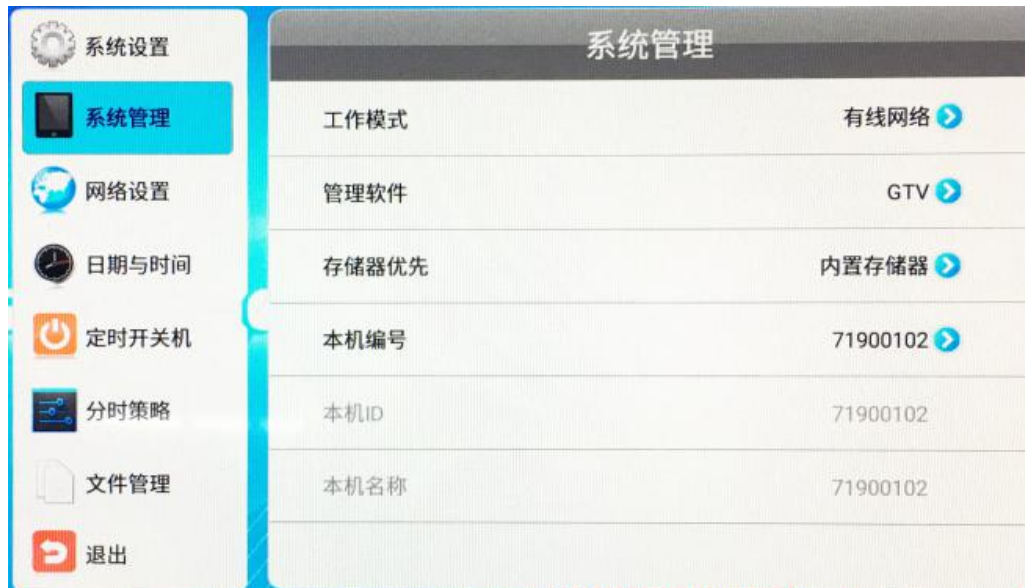 系统设置
系统管理
网络设置
日期与时间
定时开关机
分时策略
文件管理
退出
系统管理
工作模式 有线网络
管理软件 GTV
存储器优先 内置存储器
本机编号 71900102
本机ID 71900102
本机名称 71900102